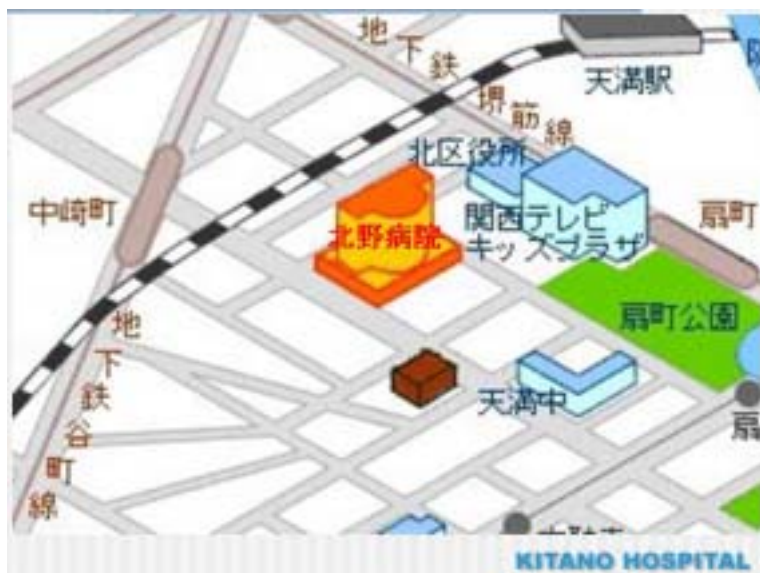 地下鉄堺筋線
天満駅
北区役所
中崎町
北野病院
関西テレビ
キッズプラザ
扇町
扇町公園
地下鉄谷町線
天満中
扇
KITANO HOSPITAL